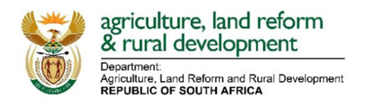 agriculture, land reform
& rural development
Department:
Agriculture, Land Reform and Rural Development
REPUBLIC OF SOUTH AFRICA